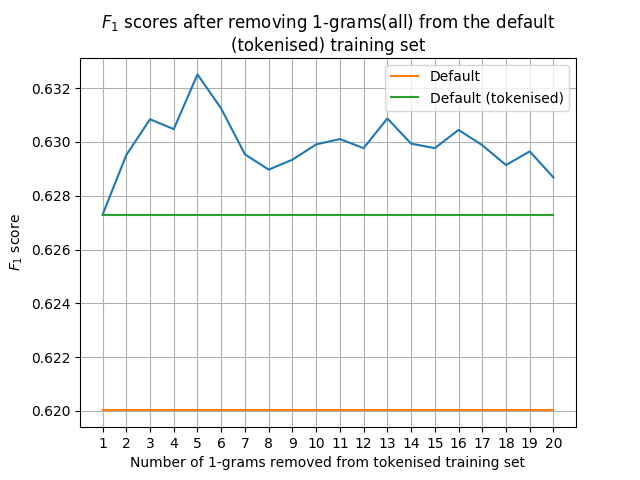 F1 scores after removing 1-grams(all) from the default
(tokenised) training set
Default
Default (tokenised)
F1 score
0.632
0.630
0.628
0.626
0.624
0.622
0.620
1 2 3 4 5 6 7 8 9 10 11 12 13 14 15 16 17 18 19 20
Number of 1-grams removed from tokenised training set